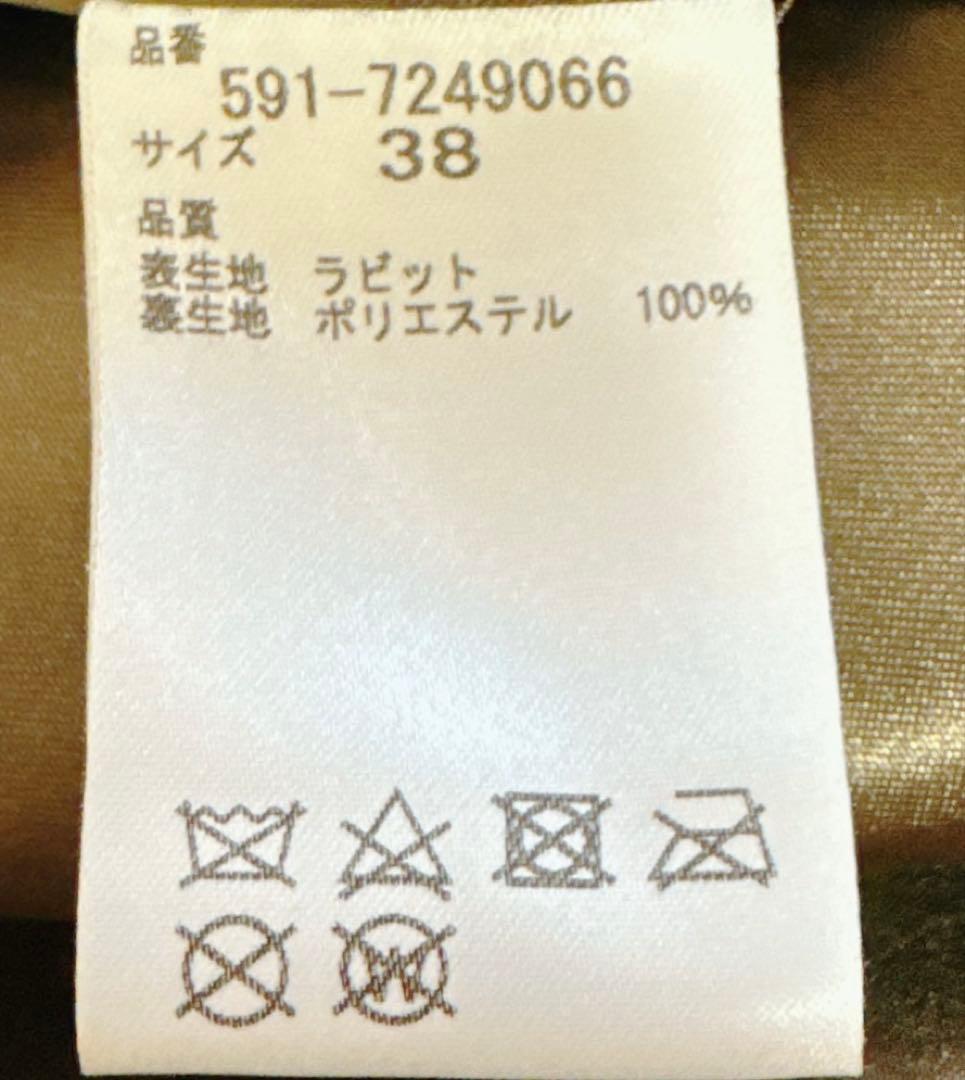 品番
591-7249066
サイズ 38
品質
表生地 ラビット
裏生地 ポリエステル 100%
W